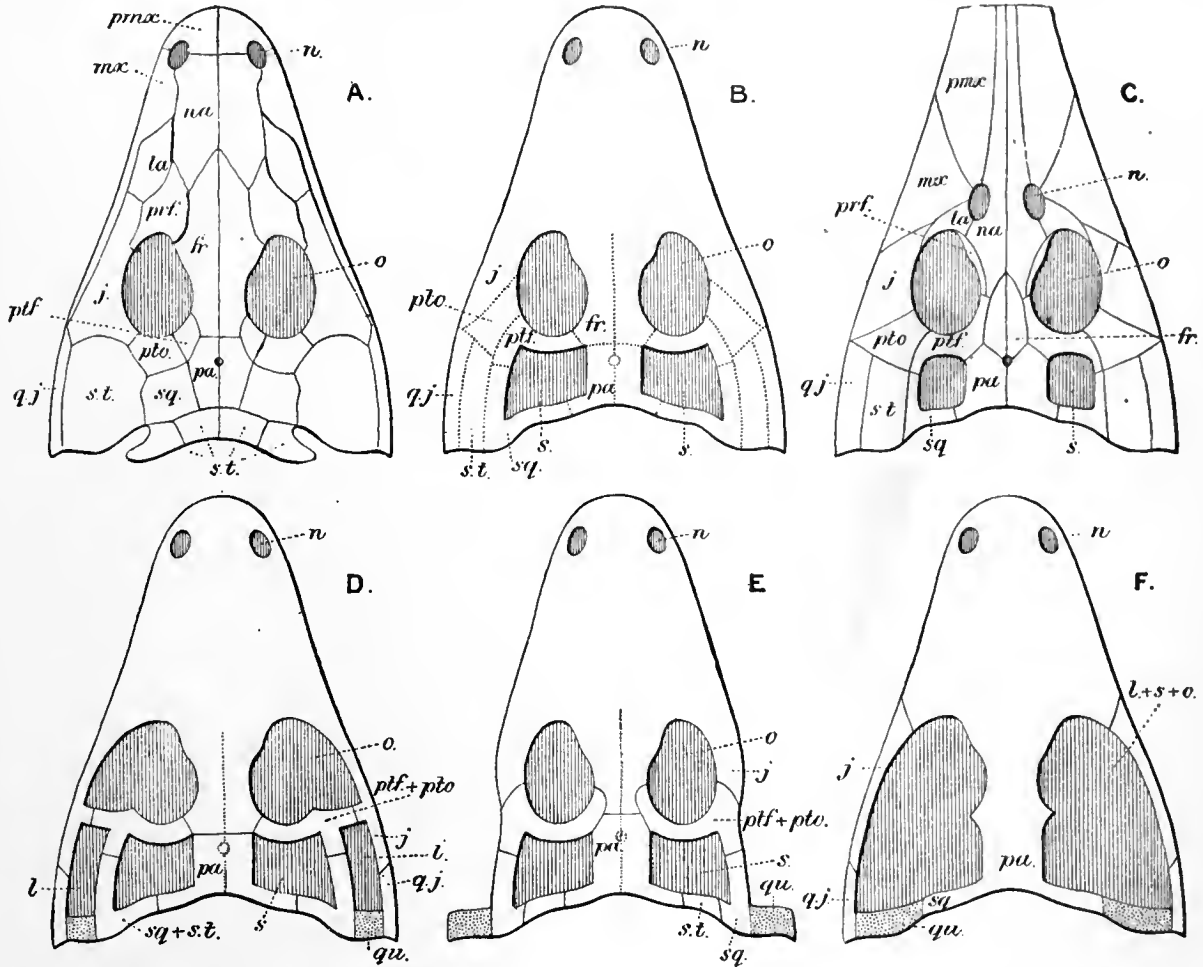 prnx
n.
mx
A.
na
la
prf.
fr
o
j.
ptf
pto.
pa
q.j
s.t.
sq.
s.t.
n
B.
j
o
pto
ptf.
fr.
pa
q.j
s.
s.
s.t.
sq.
pmx
C.
mx
n.
prf.
la
na
j
o
pto
ptf.
fr.
q.j
pa
s.t
sq
s.
n
D.
o.
ptf.+pto
j
l.
l
pa
q.j.
sq+s.t.
s
qu.
n
E
o
j
ptf+pto.
pa
s.
qu.
s.t.
sq.
n
F.
l.+s+o.
j
pa.
q.j
sq
qu.